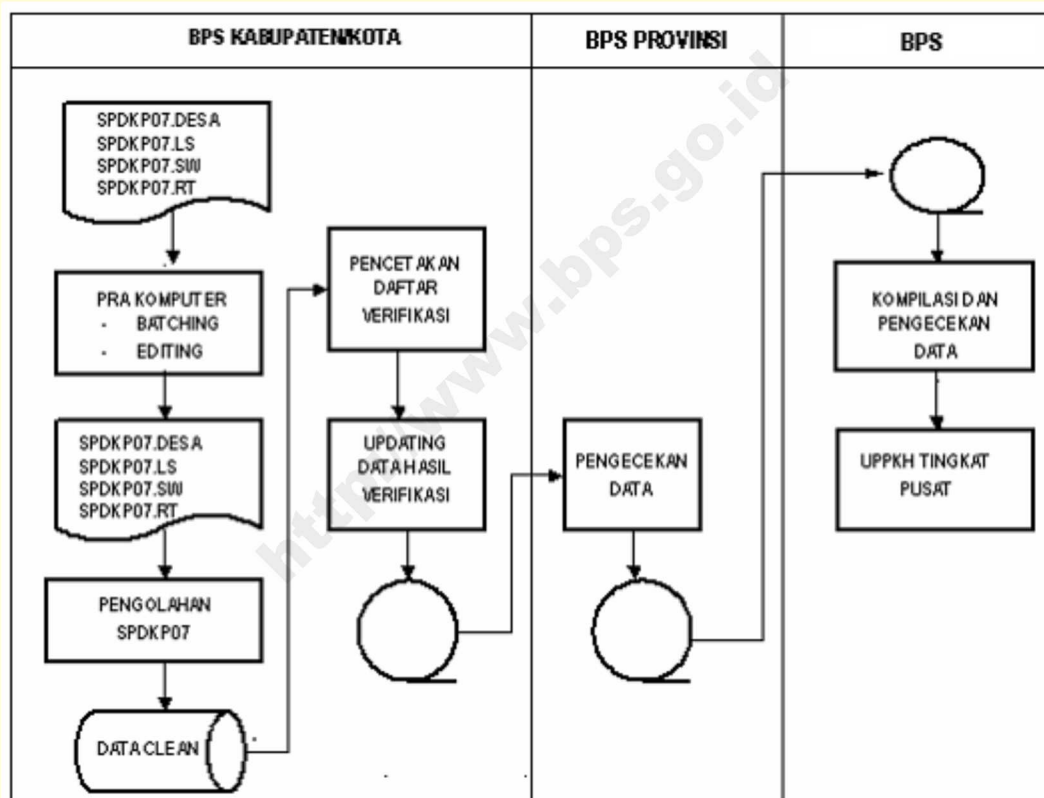 BPS KABUPATEN/KOTA
BPS PROVINSI
BPS
SPDKP07.DESA
SPDKP07.LS
SPDKP07.SW
SPDKP07.RT
PRA KOMPUTER
- BATCHING
- EDITING
SPDKP07.DESA
SPDKP07.LS
SPDKP07.SW
SPDKP07.RT
PENGOLAHAN
SPDKP07
DATA CLEAN
PENCETAKAN
DAFTAR
VERIFIKASI
UPDATING
DATA HASIL
VERIFIKASI
PENGECEKAN
DATA
KOMPILASI DAN
PENGECEKAN
DATA
UPPKH TINGKAT
PUSAT
http://www.bps.go.id